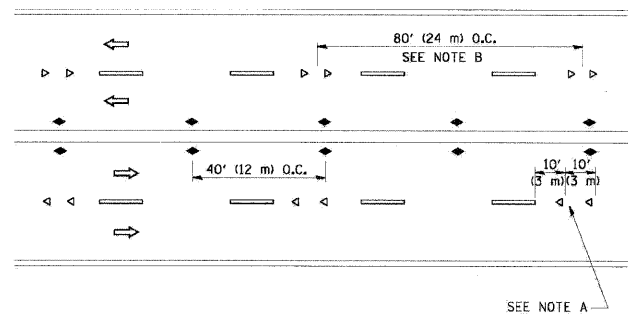 80' (24 m) O.C.
SEE NOTE B
40' (12 m) O.C.
10' 10'
(3 m) (3 m)
SEE NOTE A